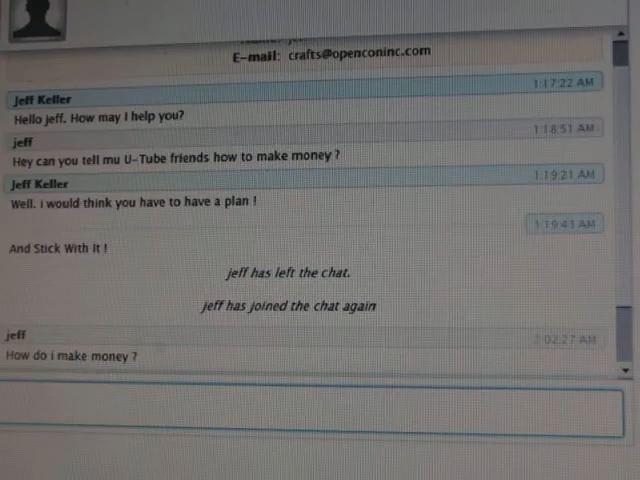 E-mail: crafts@openconinc.com
Jeff Keller 1:17:22 AM
Hello jeff. How may I help you?
jeff 1:18:51 AM
Hey can you tell mu U-Tube friends how to make money ?
Jeff Keller 1:19:21 AM
Well. i would think you have to have a plan !
1:19:41 AM
And Stick With It !
jeff has left the chat.
jeff has joined the chat again
jeff 2:02:27 AM
How do i make money ?